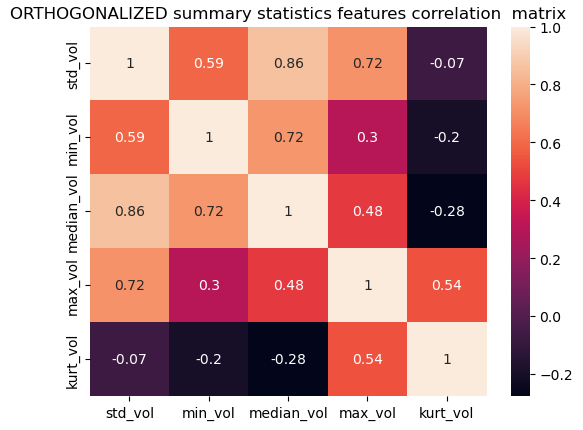 ORTHOGONALIZED summary statistics features correlation  matrix
std_vol 1 0.59 0.86 0.72 -0.07
min_vol 0.59 1 0.72 0.3 -0.2
median_vol 0.86 0.72 1 0.48 -0.28
max_vol 0.72 0.3 0.48 1 0.54
kurt_vol -0.07 -0.2 -0.28 0.54 1
std_vol min_vol median_vol max_vol kurt_vol
1.0
0.8
0.6
0.4
0.2
0.0
−0.2